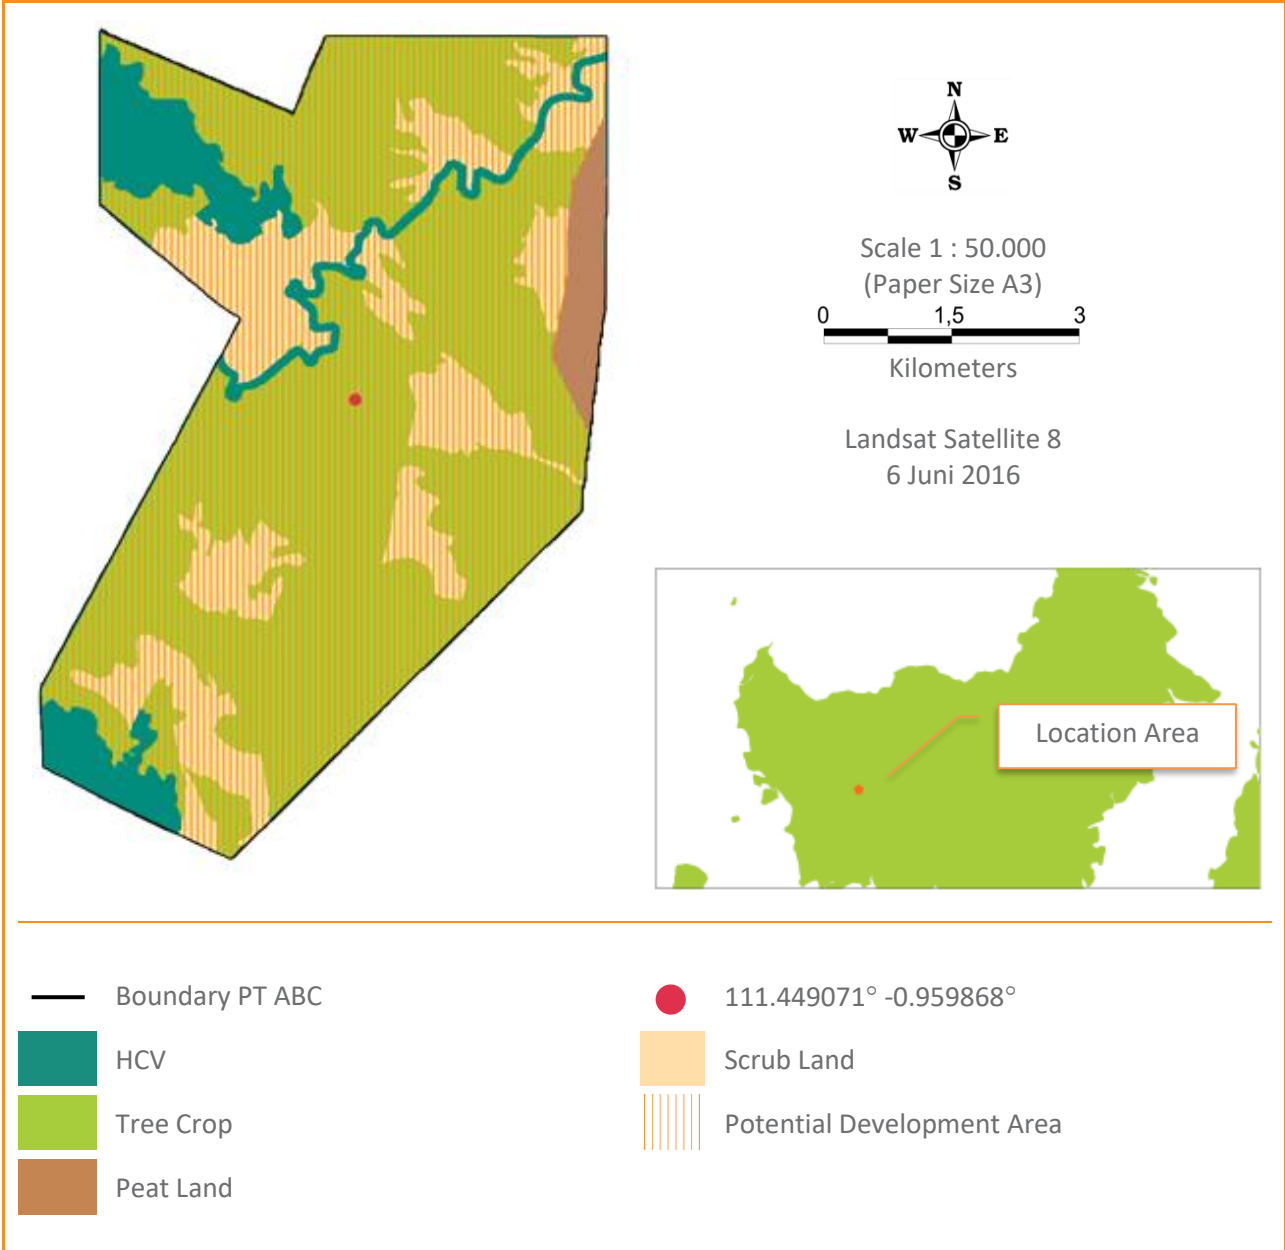 N
W E
S
Scale 1 : 50.000
(Paper Size A3)
0 1,5 3
Kilometers
Landsat Satellite 8
6 Juni 2016
Location Area
Boundary PT ABC
HCV
Tree Crop
Peat Land
111.449071° -0.959868°
Scrub Land
Potential Development Area